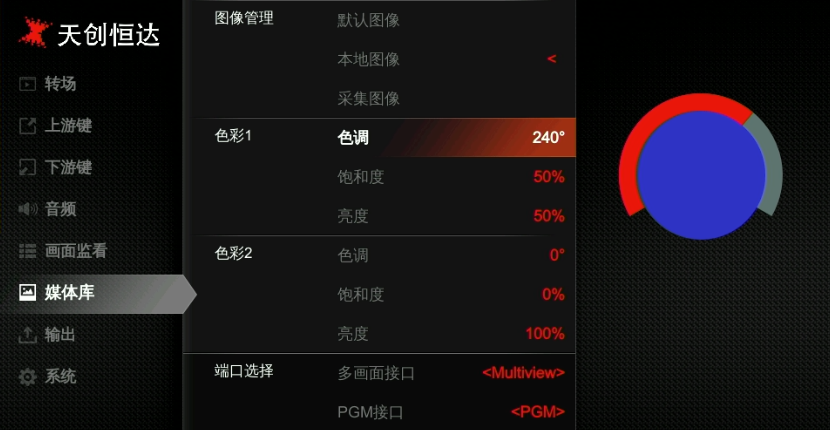 天创恒达
转场
上游键
下游键
音频
画面监看
媒体库
输出
系统
图像管理 默认图像
本地图像 <
采集图像
色彩1 色调 240°
饱和度 50%
亮度 50%
色彩2 色调 0°
饱和度 0%
亮度 100%
端口选择 多画面接口 <Multiview>
PGM接口 <PGM>